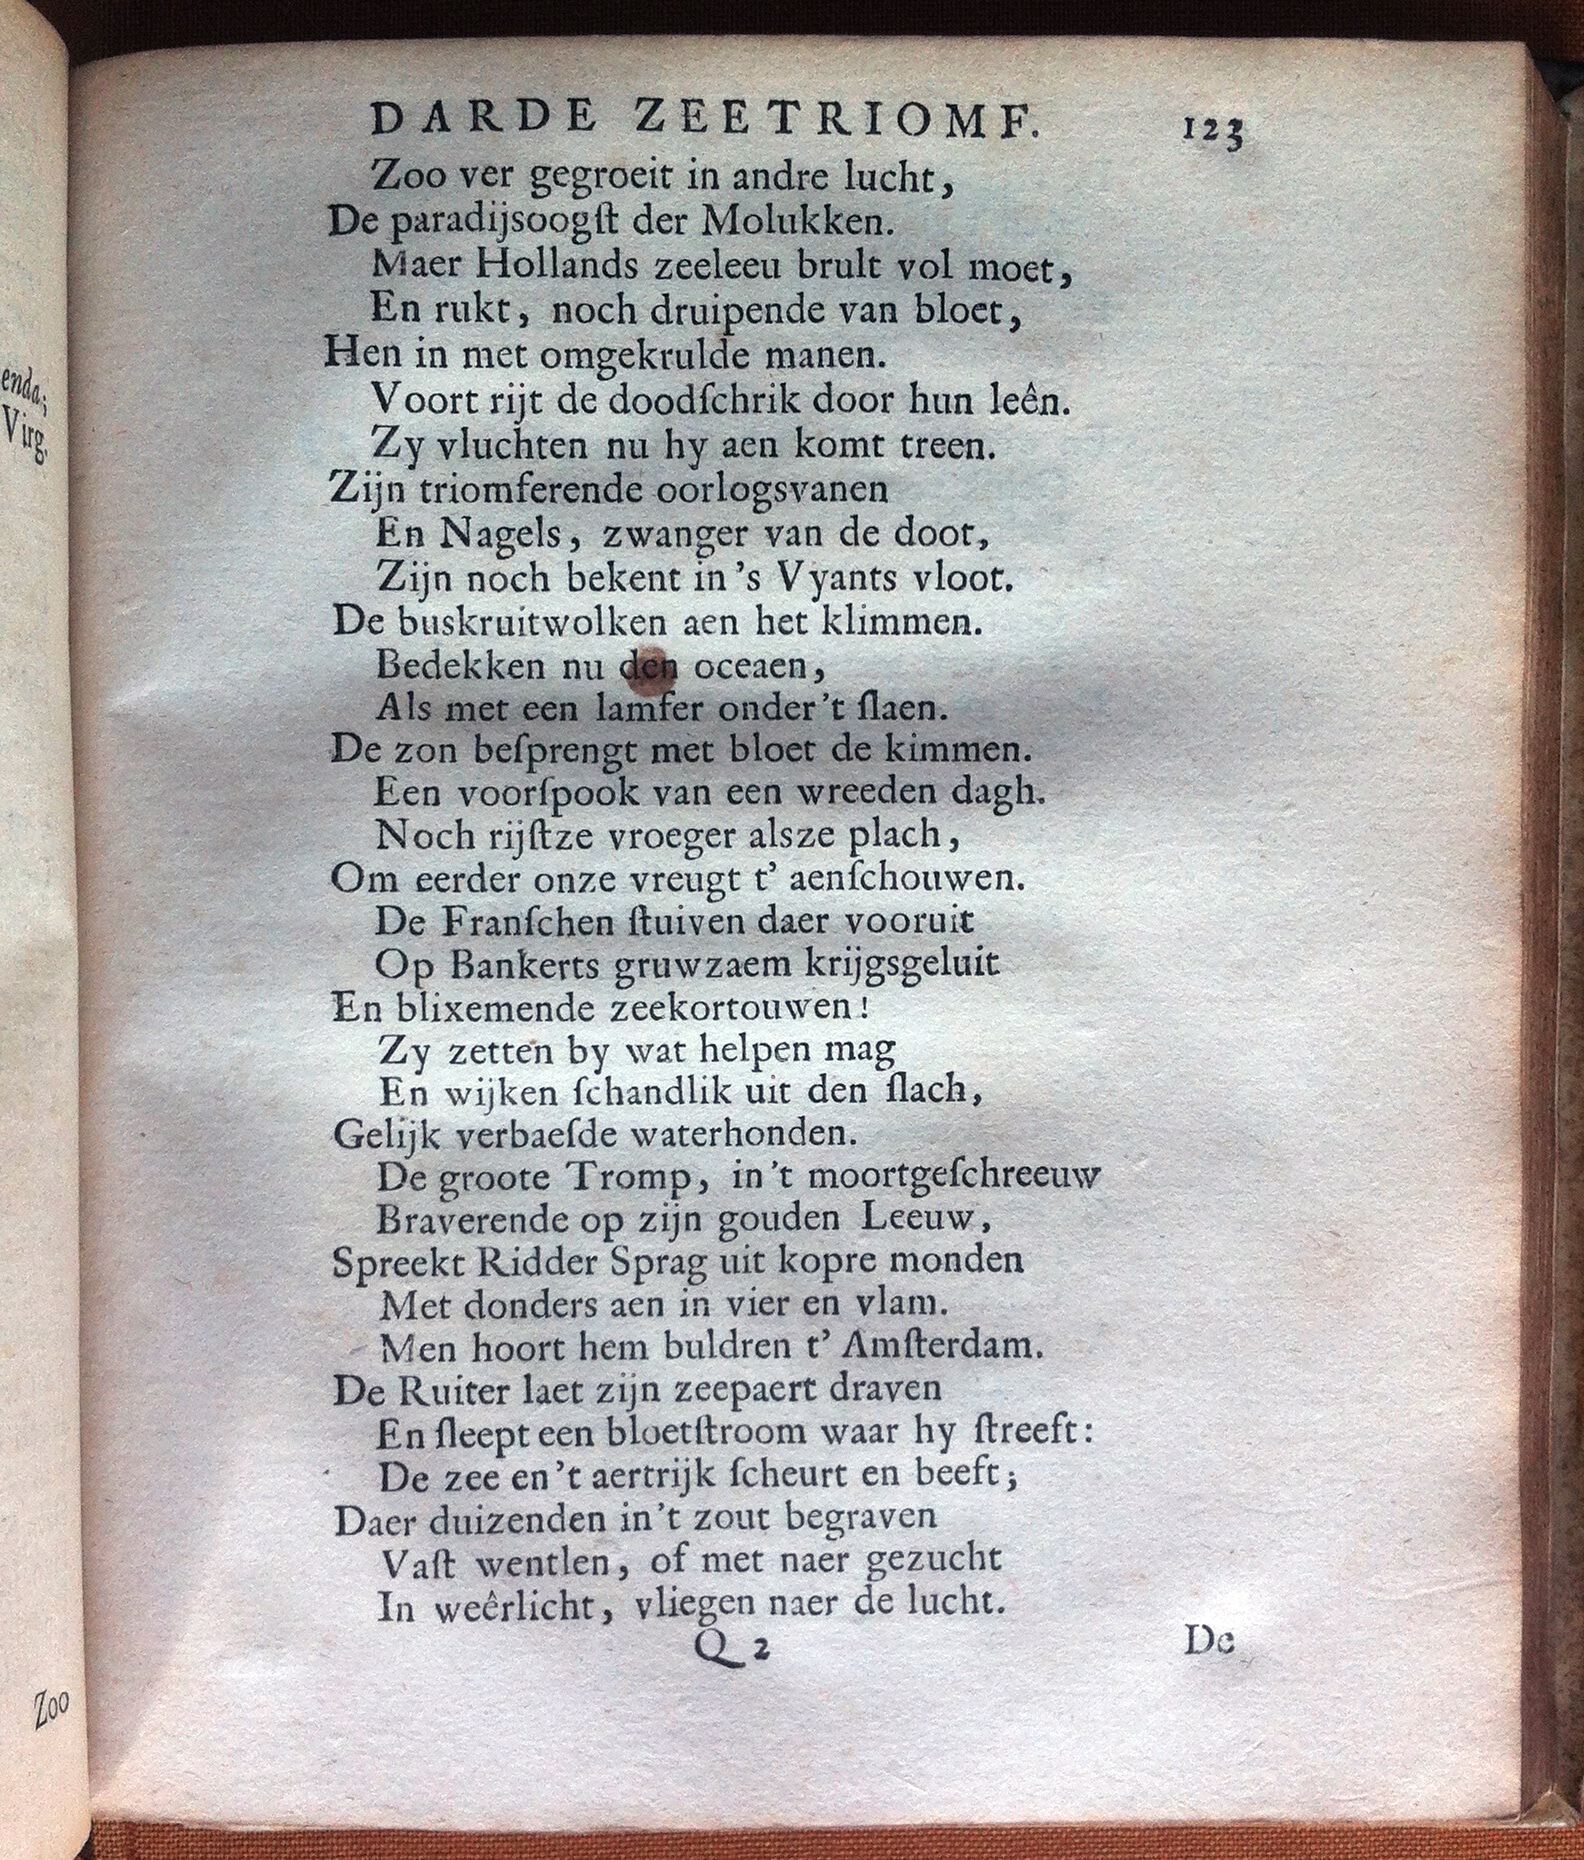 DARDE ZEETRIOMF. 123
Zoo ver gegroeit in andre lucht,
De paradijsoogſt der Molukken.
Maer Hollands zeeleeu brult vol moet,
En rukt, noch druipende van bloet,
Hen in met omgekrulde manen.
Voort rijt de doodſchrik door hun leên.
Zy vluchten nu hy aen komt treen.
Zijn triomferende oorlogsvanen
En Nagels, zwanger van de doot,
Zijn noch bekent in 's Vyants vloot.
De buskruitwolken aen het klimmen.
Bedekken nu den oceaen,
Als met een lamfer onder 't ſlaen.
De zon beſprengt met bloet de kimmen.
Een voorſpook van een wreeden dagh.
Noch rijſtze vroeger alsze plach,
Om eerder onze vreugt t' aenſchouwen.
De Franſchen ſtuiven daer vooruit
Op Bankerts gruwzaem krijgsgeluit
En blixemende zeekortouwen!
Zy zetten by wat helpen mag
En wijken ſchandlik uit den ſlach,
Gelijk verbaeſde waterhonden.
De groote Tromp, in 't moortgeſchreeuw
Braverende op zijn gouden Leeuw,
Spreekt Ridder Sprag uit kopre monden
Met donders aen in vier en vlam.
Men hoort hem buldren t' Amſterdam.
De Ruiter laet zijn zeepaert draven
En ſleept een bloetſtroom waar hy ſtreeft:
De zee en 't aertrijk ſcheurt en beeft;
Daer duizenden in 't zout begraven
Vaſt wentlen, of met naer gezucht
In weêrlicht, vliegen naer de lucht.
Q 2 De
enda;
Virg.
Zoo